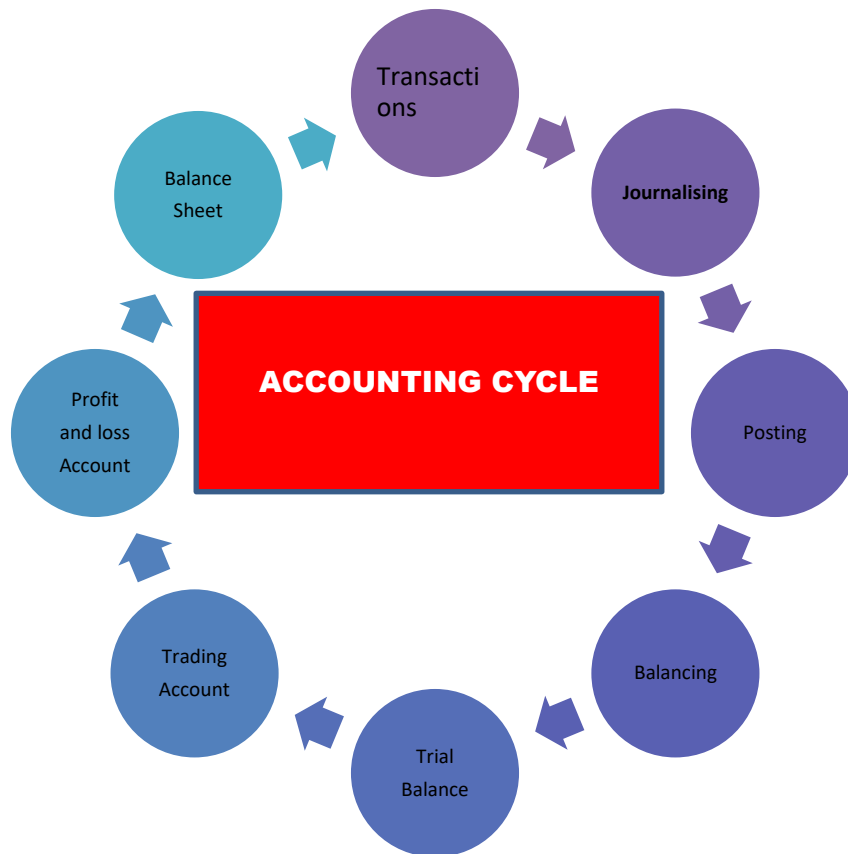 Transacti
ons
Journalising
Posting
Balancing
Trial
Balance
Trading
Account
Profit
and loss
Account
Balance
Sheet
ACCOUNTING CYCLE